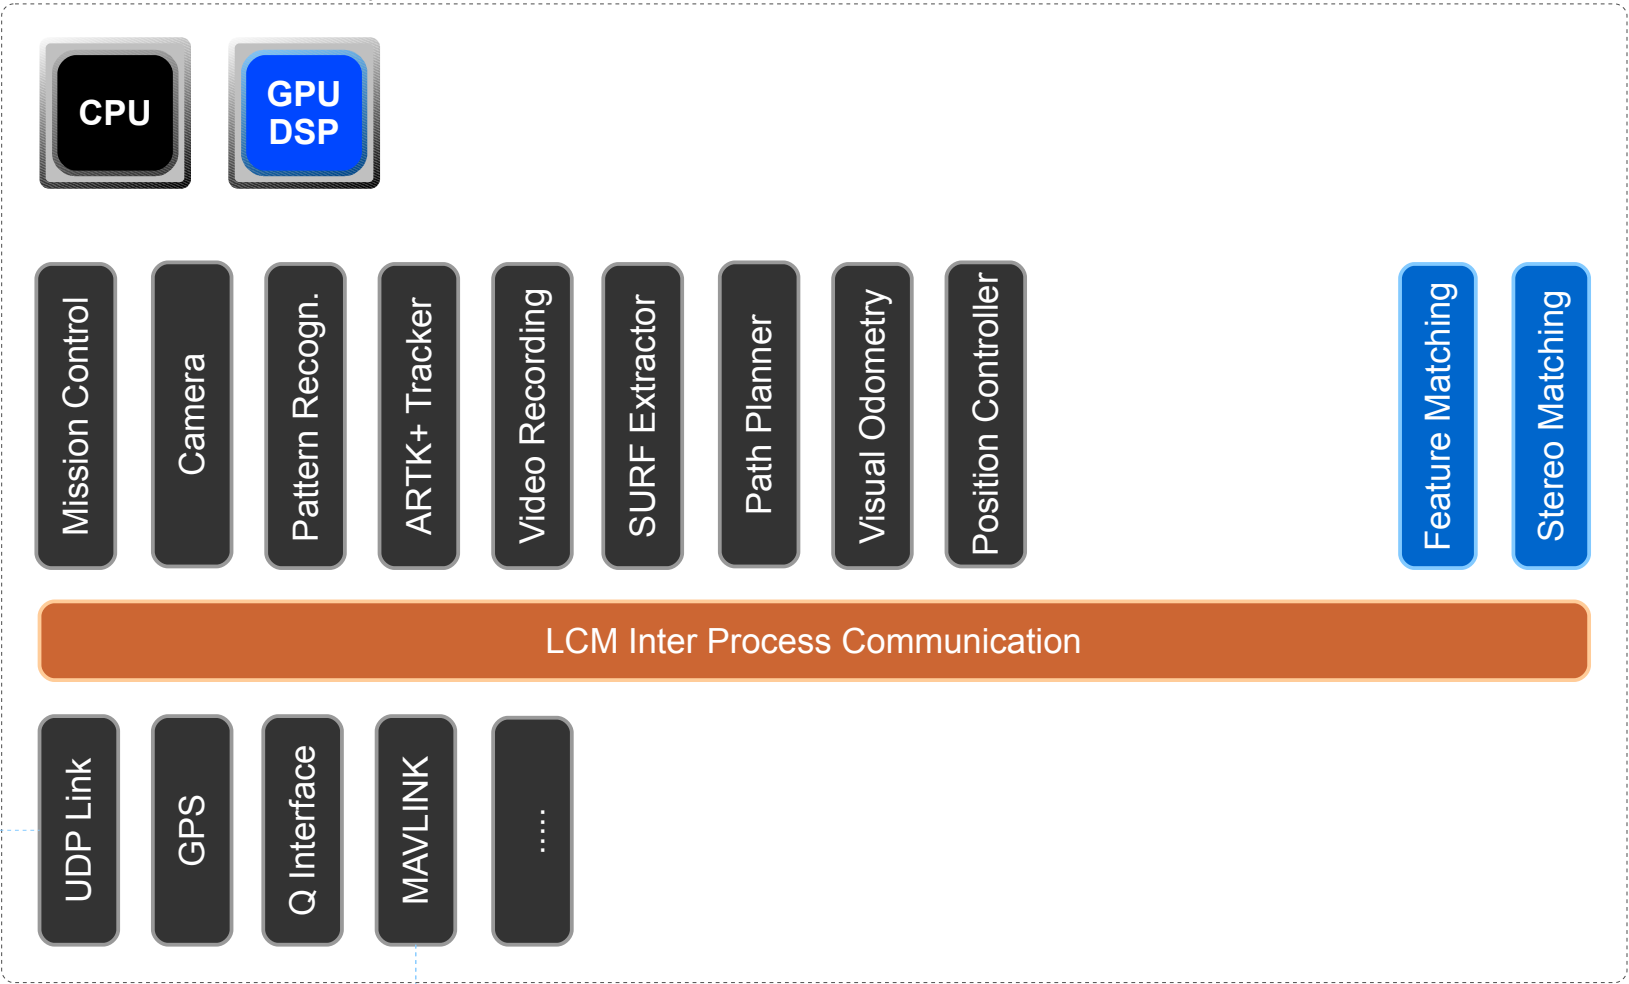 CPU
GPU
DSP
Mission Control
Camera
Pattern Recogn.
ARTK+ Tracker
Video Recording
SURF Extractor
Path Planner
Visual Odometry
Position Controller
Feature Matching
Stereo Matching
LCM Inter Process Communication
UDP Link
GPS
Q Interface
MAVLINK
.....